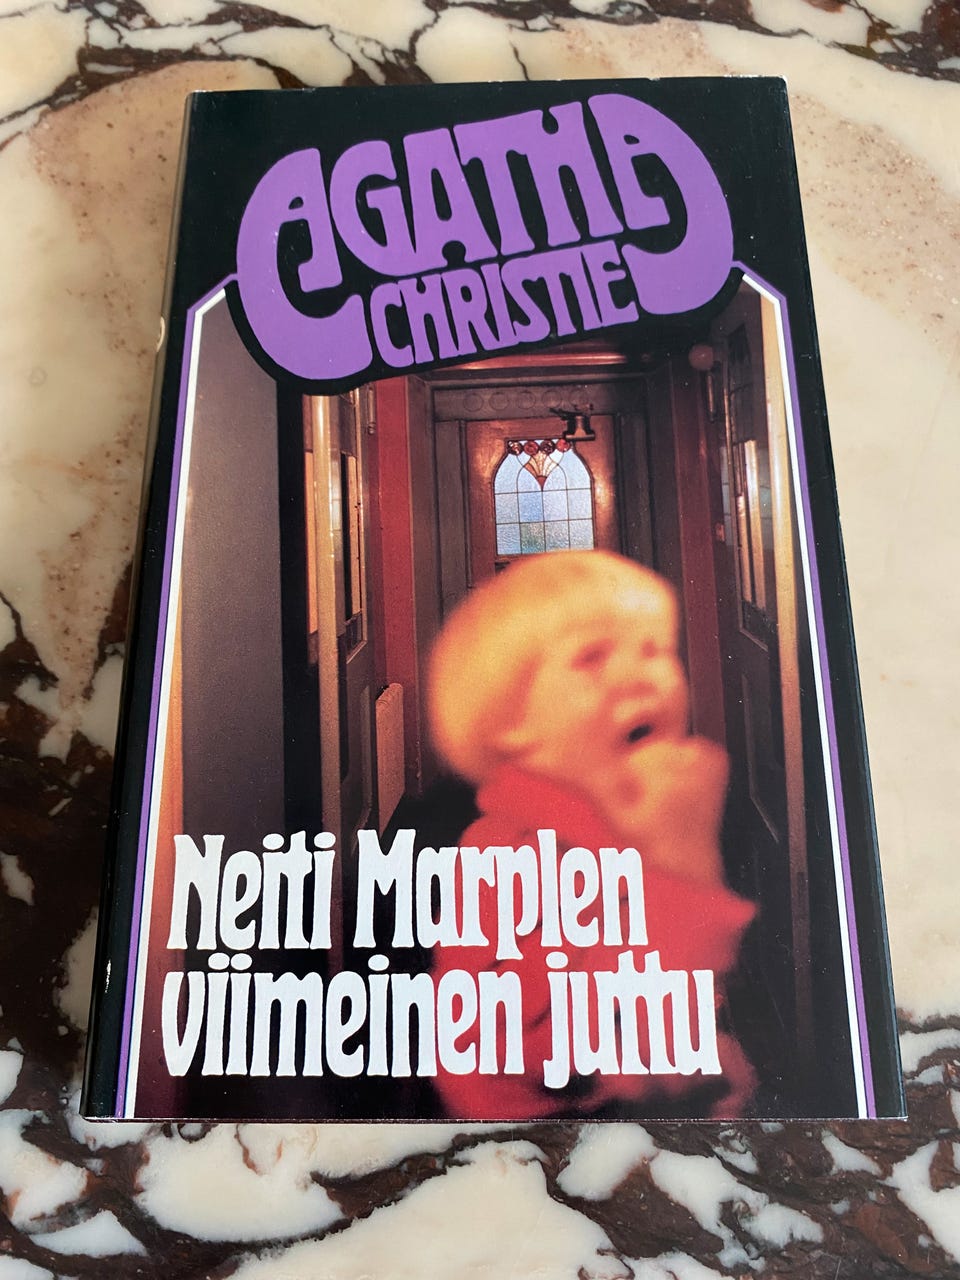 AGATHA
CHRISTIE
Neiti Marplen
viimeinen juttu